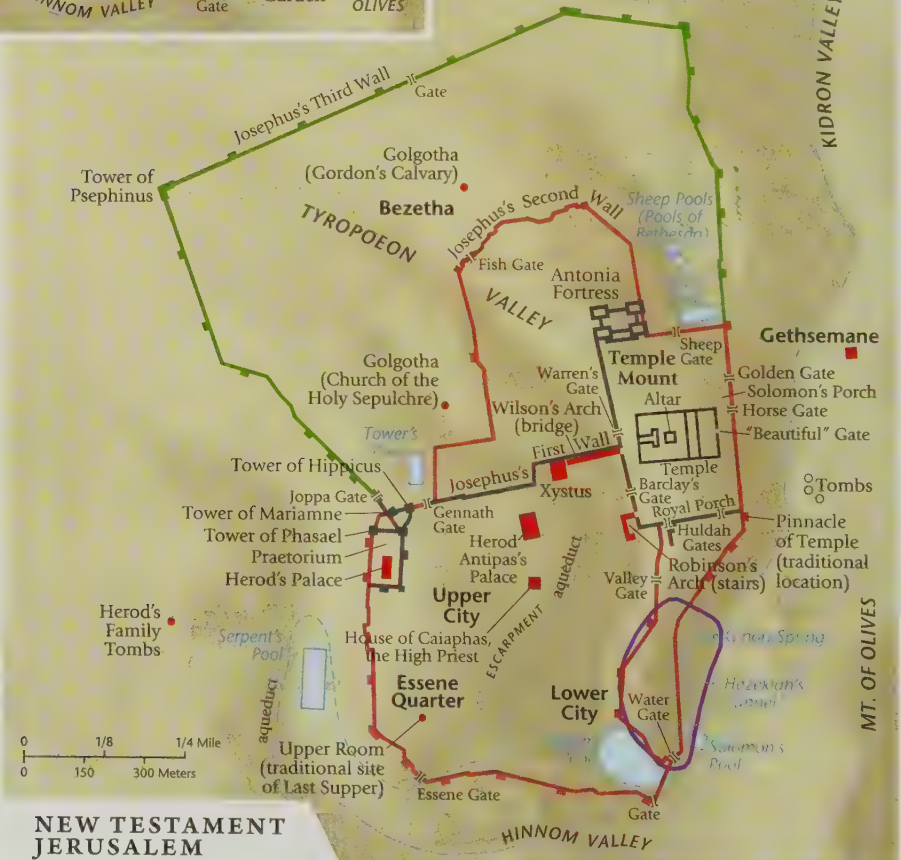 NNOM VALLEY
Gate
OLIVES
KIDRON VALLEY
Josephus's Third Wall
Gate
Tower of
Psephinus
Golgotha
(Gordon's Calvary)
Bezetha
TYROPOEON
VALLEY
Josephus's Second Wall
Fish Gate
Sheep Pools
(Pools of
Antonia
Fortress
Sheep
Gate
Gethsemane
Temple
Mount
Golden Gate
Solomon's Porch
Horse Gate
"Beautiful" Gate
Warren's
Gate
Altar
Golgotha
(Church of the
Holy Sepulchre)
Wilson's Arch
(bridge)
Tower's
Temple
Tower of Hippicus
Josephus's First Wall
Xystus
Barclay's
Gate
Royal Porch
Tombs
Joppa Gate
Tower of Mariamne
Tower of Phasael
Praetorium
Herod's Palace
Gennath
Gate
Herod
Antipas's
Palace
aqueduct
Huldah
Gates
Pinnacle
of Temple
(traditional
location)
Robinson's
Arch (stairs)
Valley
Gate
Upper
City
House of Caiaphas,
the High Priest
ESCARPMENT
Herod's
Family
Tombs
Serpent's
Pool
aqueduct
Essene
Quarter
Lower
City
Water
Gate
Spring
Hezekiah's
Solomon's
Pool
MT. OF OLIVES
Upper Room
(traditional site
of Last Supper)
Essene Gate
Gate
HINNOM VALLEY
0 1/8 1/4 Mile
0 150 300 Meters
NEW TESTAMENT
JERUSALEM